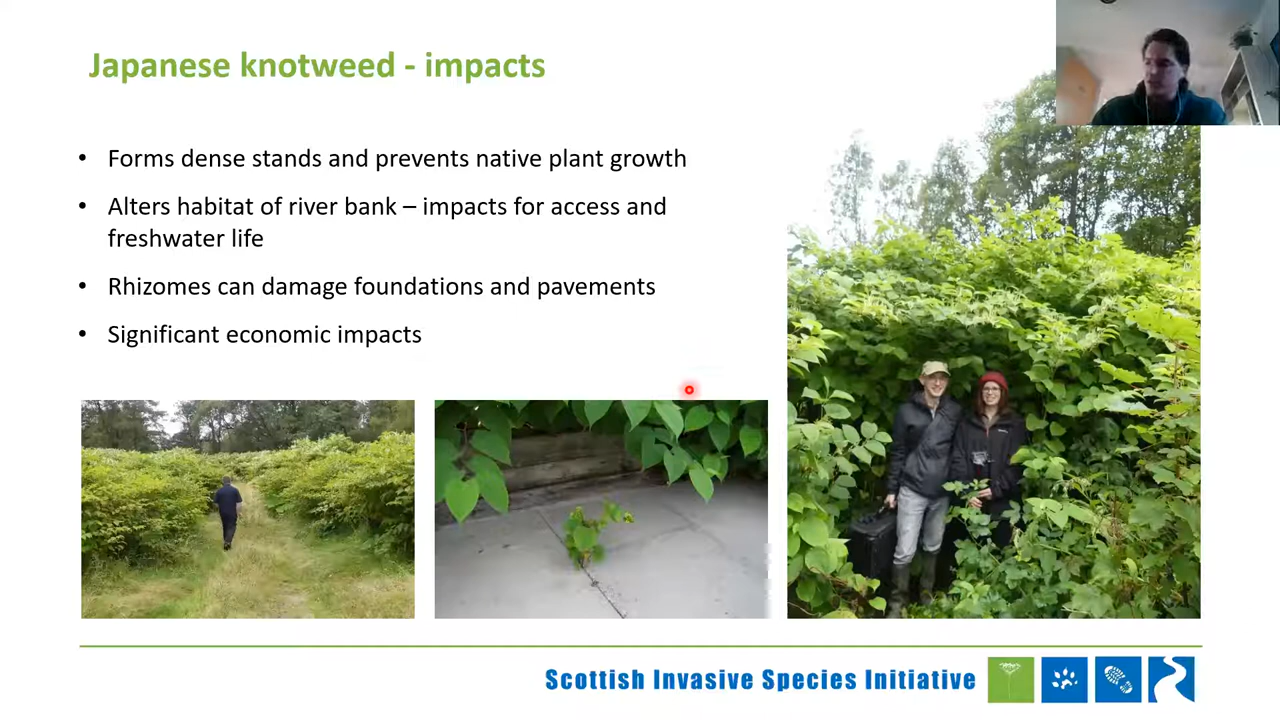 Japanese knotweed - impacts
• Forms dense stands and prevents native plant growth
• Alters habitat of river bank – impacts for access and
freshwater life
• Rhizomes can damage foundations and pavements
• Significant economic impacts
Scottish Invasive Species Initiative